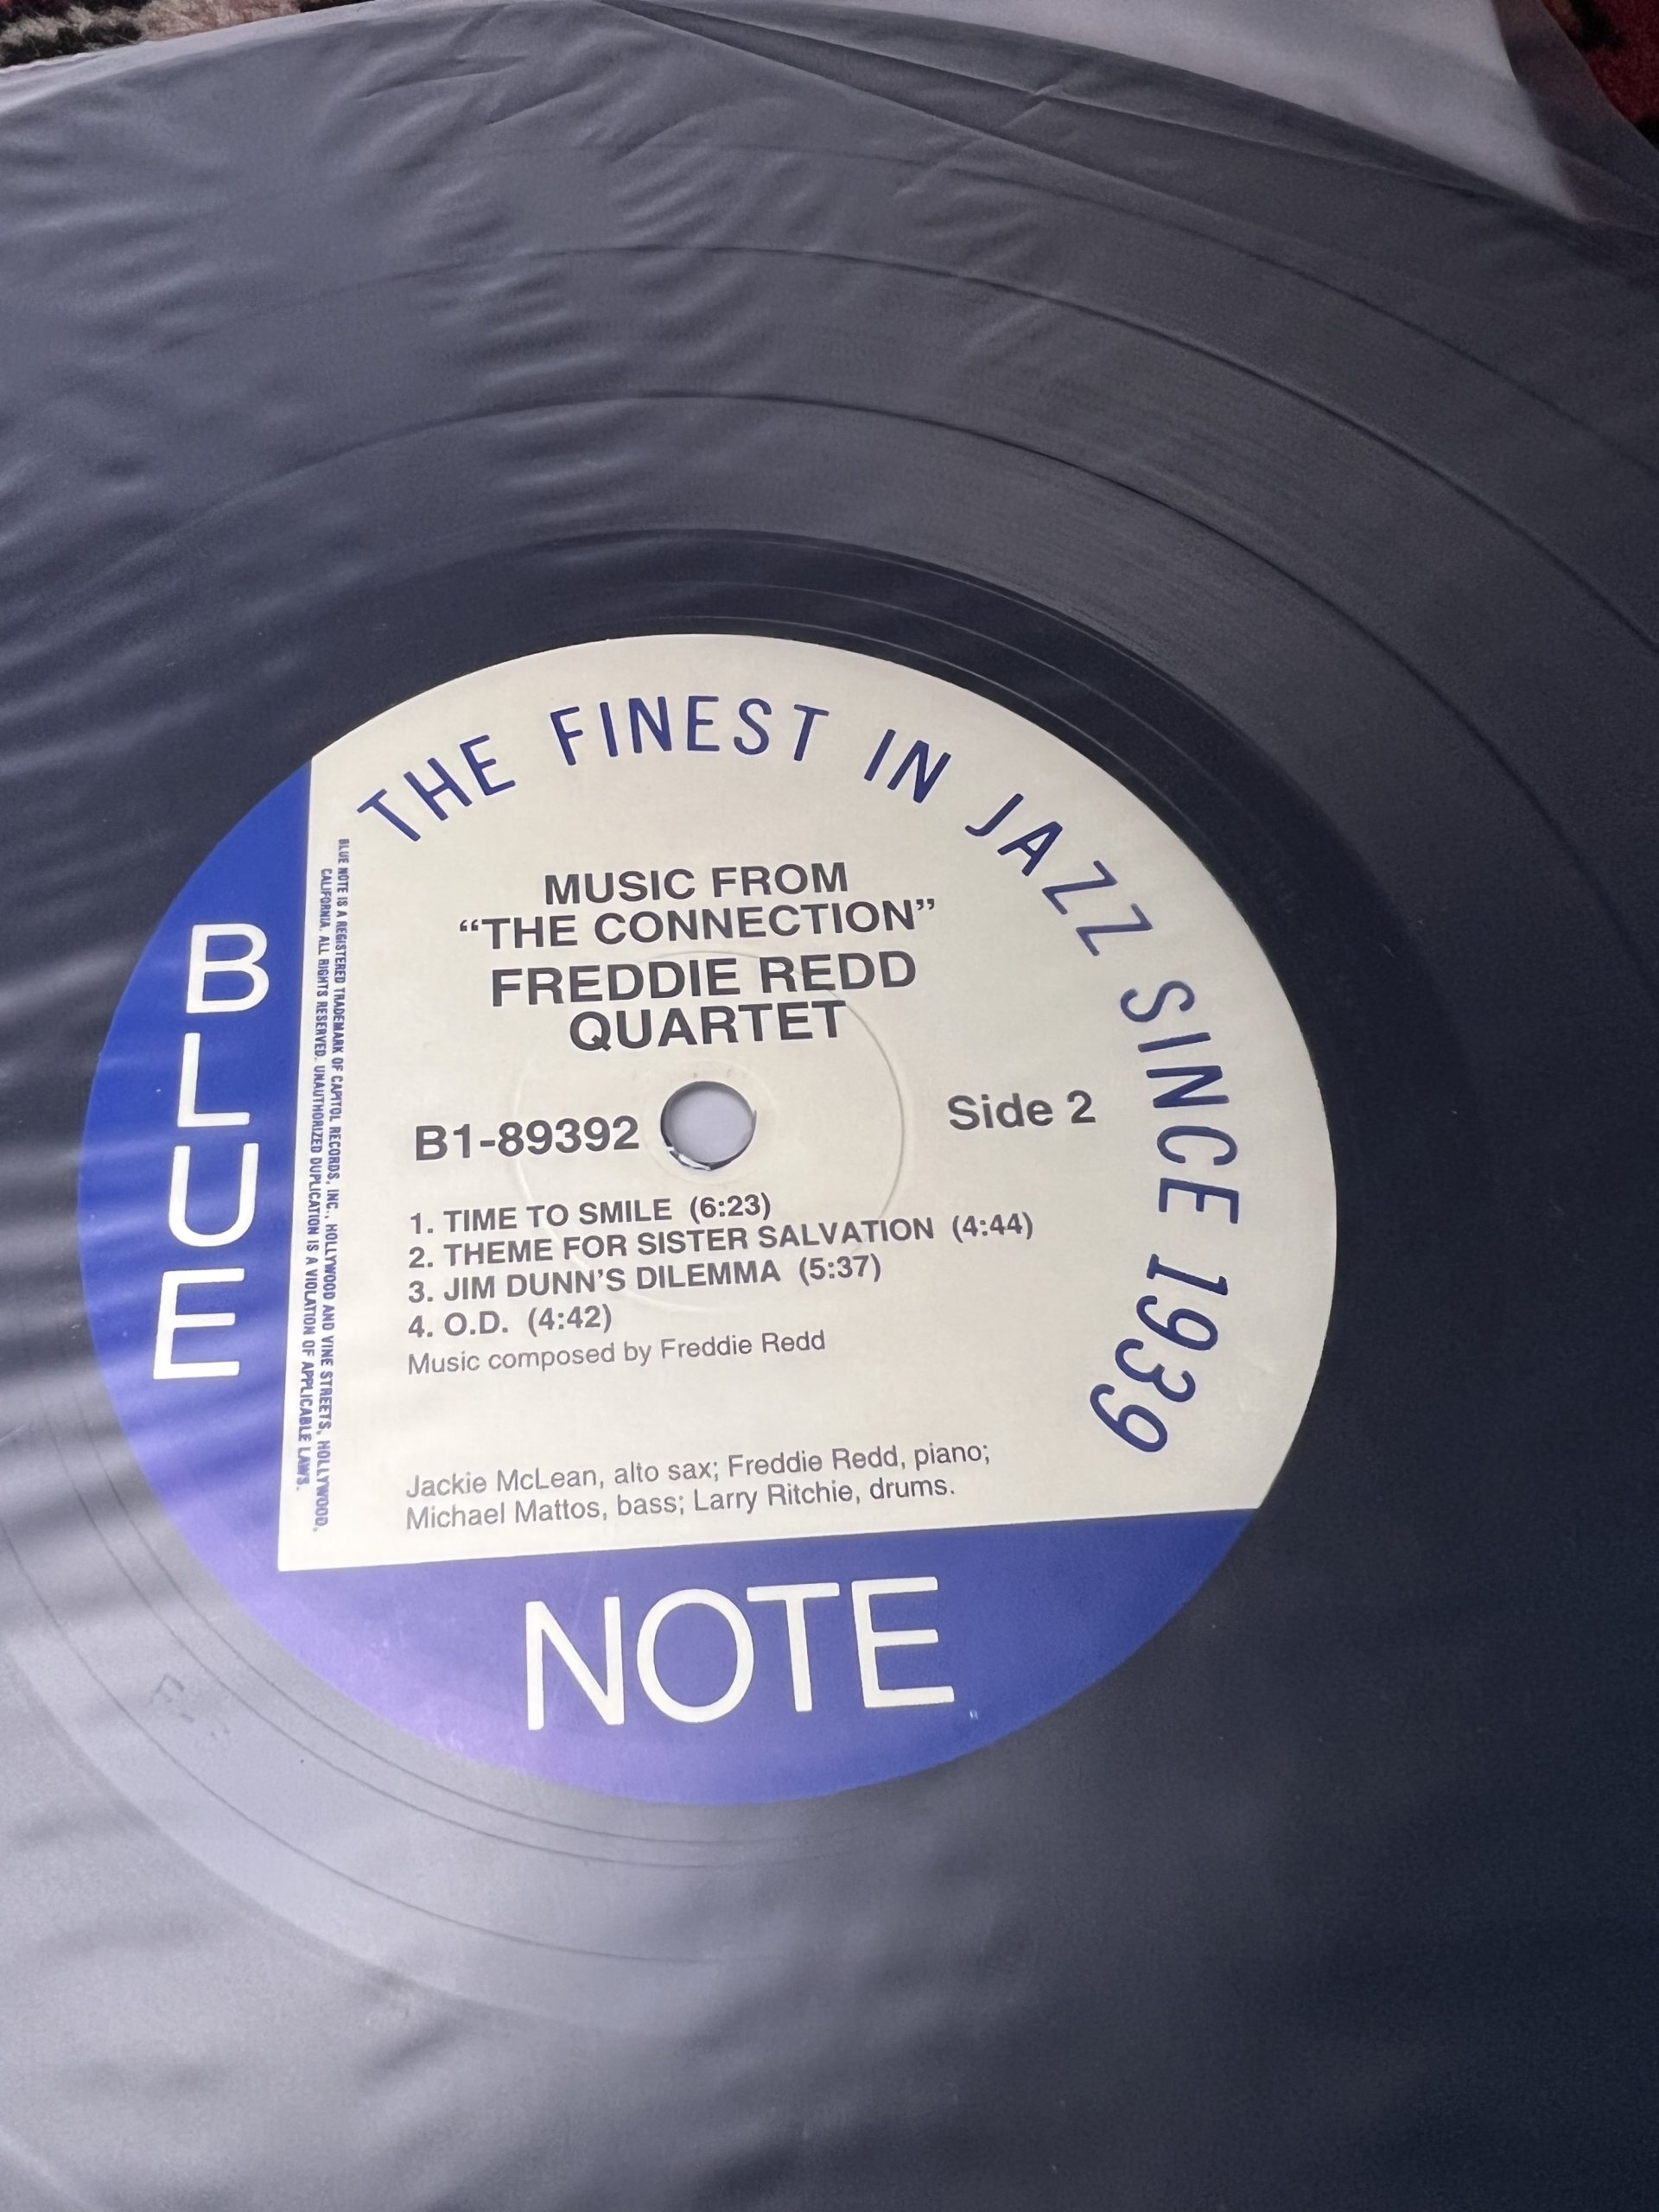 THE FINEST IN JAZZ SINCE 1939
MUSIC FROM
“THE CONNECTION”
FREDDIE REDD
QUARTET
B1-89392
Side 2
1. TIME TO SMILE (6:23)
2. THEME FOR SISTER SALVATION (4:44)
3. JIM DUNN’S DILEMMA (5:37)
4. O.D. (4:42)
Music composed by Freddie Redd
Jackie McLean, alto sax; Freddie Redd, piano;
Michael Mattos, bass; Larry Ritchie, drums.
BLUE
NOTE
BLUE NOTE IS A REGISTERED TRADEMARK OF CAPITOL RECORDS, INC., HOLLYWOOD AND VINE STREETS, HOLLYWOOD,
CALIFORNIA. ALL RIGHTS RESERVED. UNAUTHORIZED DUPLICATION IS A VIOLATION OF APPLICABLE LAWS.